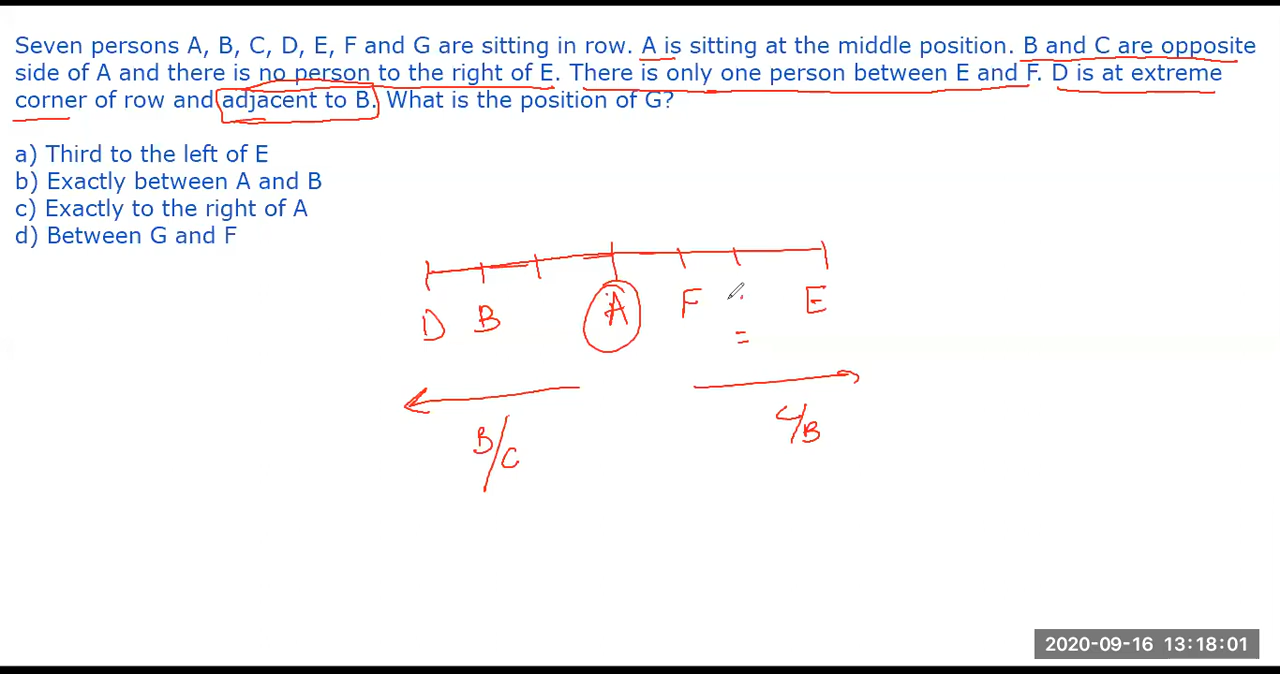 Seven persons A, B, C, D, E, F and G are sitting in row. A is sitting at the middle position. B and C are opposite
side of A and there is no person to the right of E. There is only one person between E and F. D is at extreme
corner of row and adjacent to B. What is the position of G?
a) Third to the left of E
b) Exactly between A and B
c) Exactly to the right of A
d) Between G and F
D B A F = E
B/C C/B
2020-09-16 13:18:01